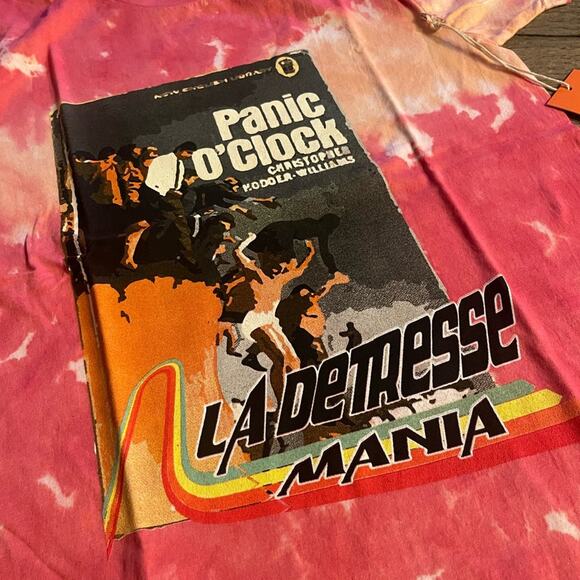 NEW ENGLISH LIBRARY
Panic
O'Clock
CHRISTOPHER
HODDER-WILLIAMS
LA DETRESSE
MANIA